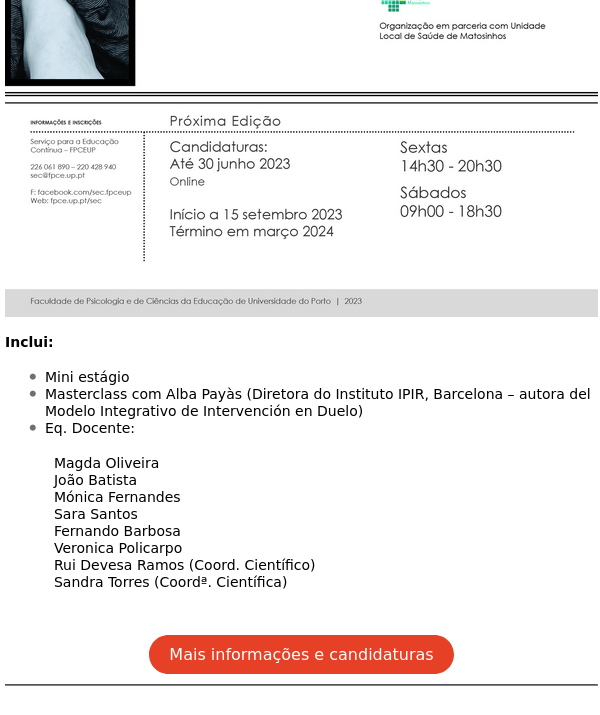 Matosinhos
Organização em parceria com Unidade
Local de Saúde de Matosinhos
INFORMAÇÕES E INSCRIÇÕES
Serviço para a Educação
Contínua – FPCEUP
226 061 890 – 220 428 940
sec@fpce.up.pt
F: facebook.com/sec.fpceup
Web: fpce.up.pt/sec
Próxima Edição
Candidaturas:
Até 30 junho 2023
Online
Início a 15 setembro 2023
Término em março 2024
Sextas
14h30 - 20h30
Sábados
09h00 - 18h30
Faculdade de Psicologia e de Ciências da Educação de Universidade do Porto | 2023
Inclui:
Mini estágio
Masterclass com Alba Payàs (Diretora do Instituto IPIR, Barcelona – autora del
Modelo Integrativo de Intervención en Duelo)
Eq. Docente:
Magda Oliveira
João Batista
Mónica Fernandes
Sara Santos
Fernando Barbosa
Veronica Policarpo
Rui Devesa Ramos (Coord. Científico)
Sandra Torres (Coordª. Científica)
Mais informações e candidaturas